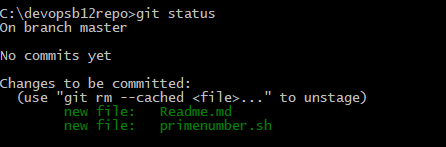 C:\devopsb12repo>git status
On branch master
No commits yet
Changes to be committed:
(use "git rm --cached <file>..." to unstage)
new file: Readme.md
new file: primenumber.sh